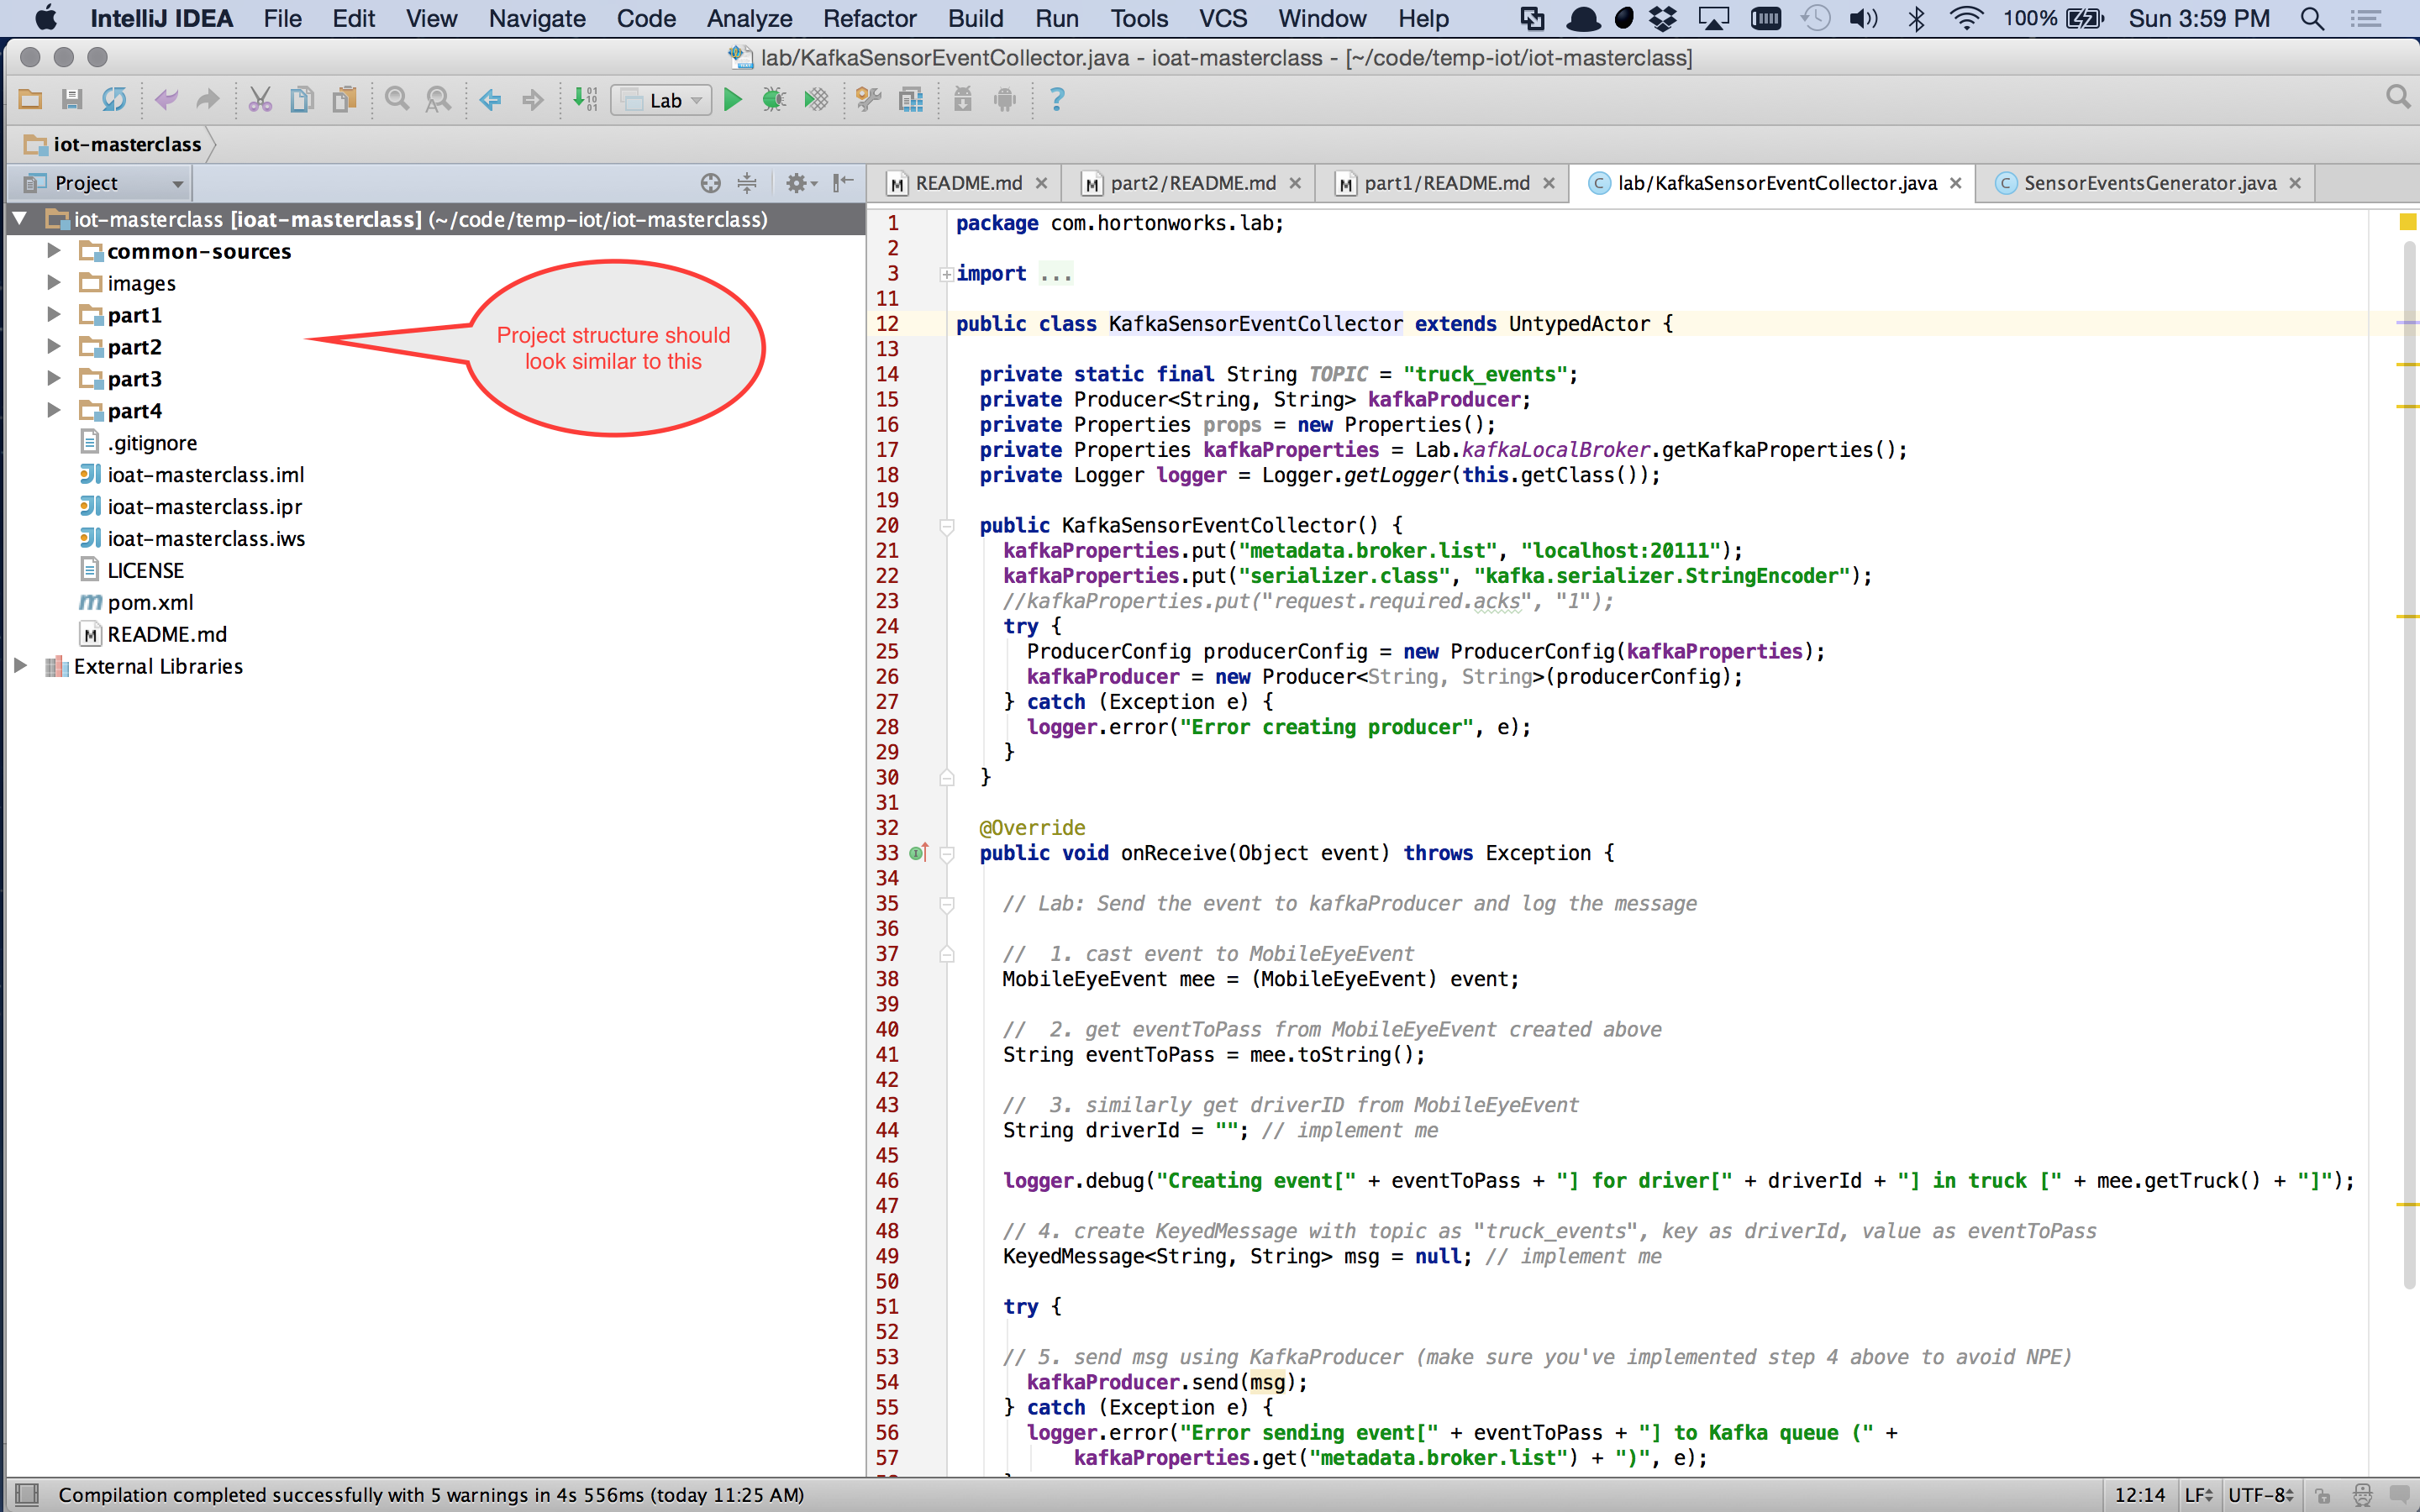 IntelliJ IDEA File Edit View Navigate Code Analyze Refactor Build Run Tools VCS Window Help 100% Sun 3:59 PM
lab/KafkaSensorEventCollector.java - ioat-masterclass - [~/code/temp-iot/iot-masterclass]
Lab
iot-masterclass
Project
README.md part2/README.md part1/README.md lab/KafkaSensorEventCollector.java SensorEventsGenerator.java
iot-masterclass [ioat-masterclass] (~/code/temp-iot/iot-masterclass)
common-sources
images
part1
part2
part3
part4
.gitignore
ioat-masterclass.iml
ioat-masterclass.ipr
ioat-masterclass.iws
LICENSE
pom.xml
README.md
External Libraries
Project structure should
look similar to this
1 package com.hortonworks.lab;
2
3 import ...
11
12 public class KafkaSensorEventCollector extends UntypedActor {
13
14 private static final String TOPIC = "truck_events";
15 private Producer<String, String> kafkaProducer;
16 private Properties props = new Properties();
17 private Properties kafkaProperties = Lab.kafkaLocalBroker.getKafkaProperties();
18 private Logger logger = Logger.getLogger(this.getClass());
19
20 public KafkaSensorEventCollector() {
21 kafkaProperties.put("metadata.broker.list", "localhost:20111");
22 kafkaProperties.put("serializer.class", "kafka.serializer.StringEncoder");
23 //kafkaProperties.put("request.required.acks", "1");
24 try {
25 ProducerConfig producerConfig = new ProducerConfig(kafkaProperties);
26 kafkaProducer = new Producer<String, String>(producerConfig);
27 } catch (Exception e) {
28 logger.error("Error creating producer", e);
29 }
30 }
31
32 @Override
33 public void onReceive(Object event) throws Exception {
34
35 // Lab: Send the event to kafkaProducer and log the message
36
37 // 1. cast event to MobileEyeEvent
38 MobileEyeEvent mee = (MobileEyeEvent) event;
39
40 // 2. get eventToPass from MobileEyeEvent created above
41 String eventToPass = mee.toString();
42
43 // 3. similarly get driverID from MobileEyeEvent
44 String driverId = ""; // implement me
45
46 logger.debug("Creating event[" + eventToPass + "] for driver[" + driverId + "] in truck [" + mee.getTruck() + "]");
47
48 // 4. create KeyedMessage with topic as "truck_events", key as driverId, value as eventToPass
49 KeyedMessage<String, String> msg = null; // implement me
50
51 try {
52
53 // 5. send msg using KafkaProducer (make sure you've implemented step 4 above to avoid NPE)
54 kafkaProducer.send(msg);
55 } catch (Exception e) {
56 logger.error("Error sending event[" + eventToPass + "] to Kafka queue (" +
57 kafkaProperties.get("metadata.broker.list") + ")", e);
Compilation completed successfully with 5 warnings in 4s 556ms (today 11:25 AM) 12:14 LF UTF-8